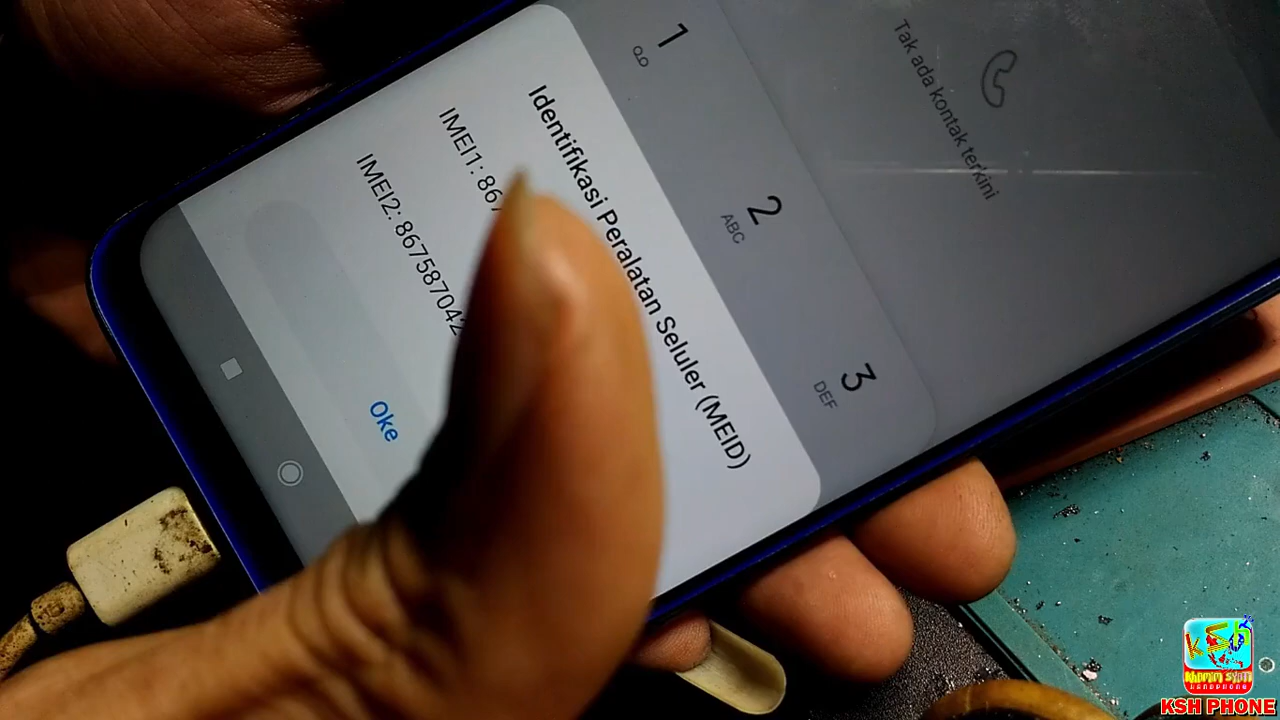 Tak ada kontak terkini
1
2
ABC
3
DEF
Identifikasi Peralatan Seluler (MEID)
IMEI1: 867
IMEI2: 867587042
Oke
KSH PHONE